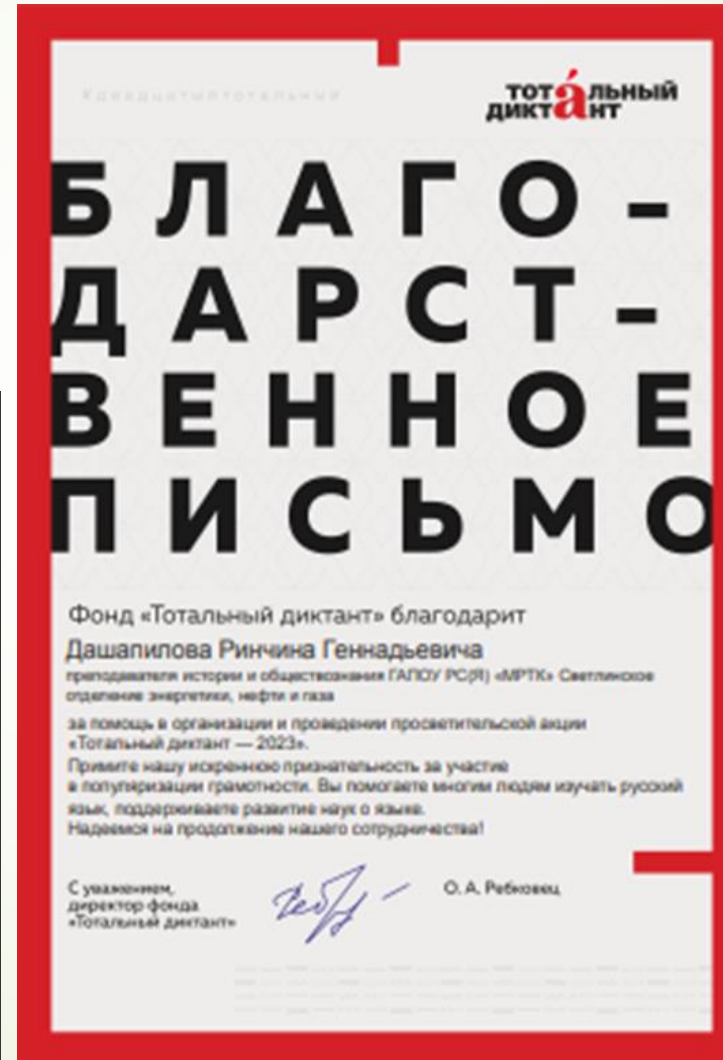 #двадцатыйтотальный
тота́льный
дикта́нт
БЛАГО-
ДАРСТ-
ВЕННОЕ
ПИСЬМО
Фонд «Тотальный диктант» благодарит
Дашапилова Ринчина Геннадьевича
преподавателя истории и обществознания ГАПОУ РС(Я) «МРТК» Светлинское
отделение энергетики, нефти и газа
за помощь в организации и проведении просветительской акции
«Тотальный диктант — 2023».
Примите нашу искреннюю признательность за участие
в популяризации грамотности. Вы помогаете многим людям изучать русский
язык, поддерживаете развитие наук о языке.
Надеемся на продолжение нашего сотрудничества!
С уважением,
директор фонда
«Тотальный диктант»
О. А. Ребковец